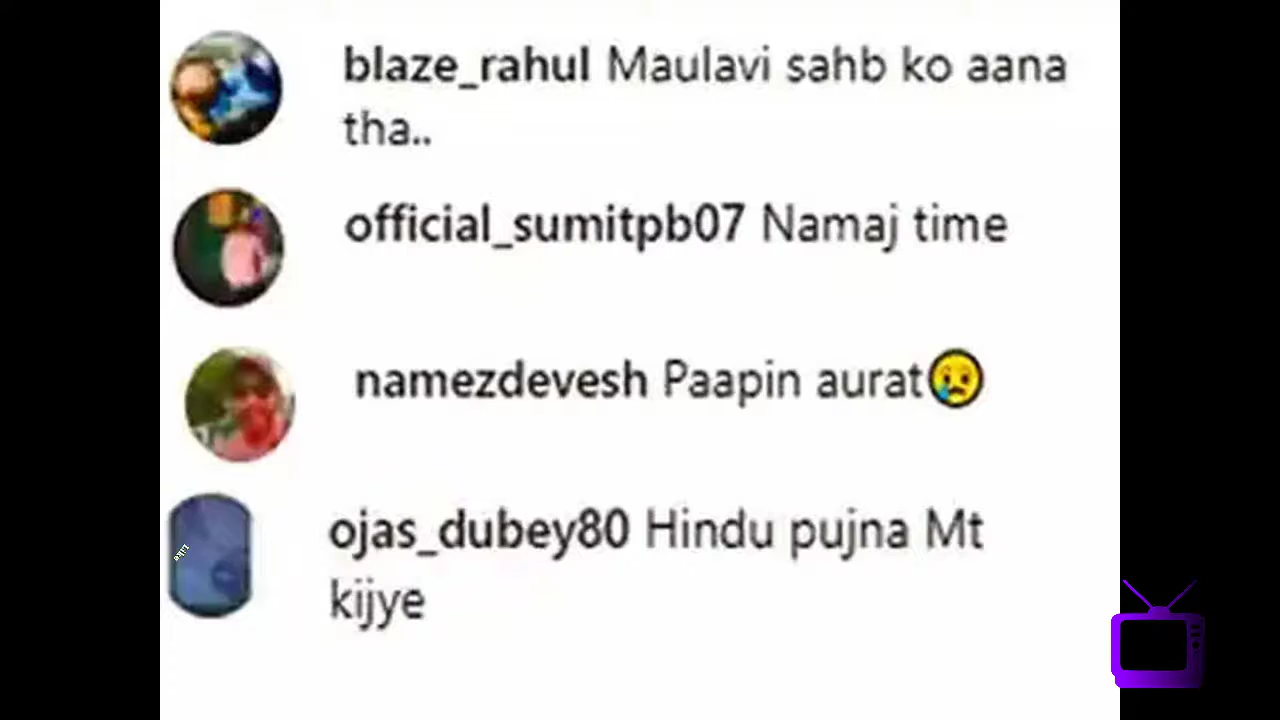 blaze_rahul Maulavi sahb ko aana
tha..
official_sumitpb07 Namaj time
namezdevesh Paapin aurat😢
ojas_dubey80 Hindu pujna Mt
kijye